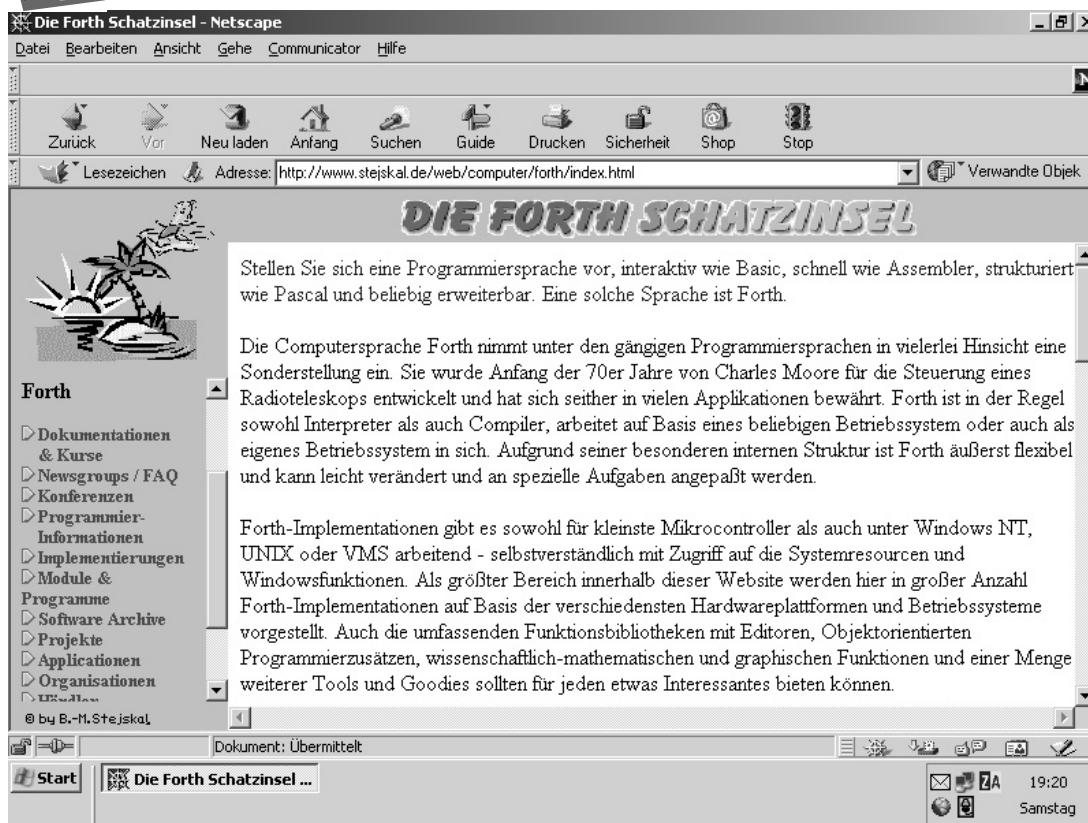 Die Forth Schatzinsel - Netscape
Datei Bearbeiten Ansicht Gehe Communicator Hilfe
N
Zurück Vor Neu laden Anfang Suchen Guide Drucken Sicherheit Shop Stop
Lesezeichen Adresse: http://www.stejskal.de/web/computer/forth/index.html Verwandte Objek
DIE FORTH SCHATZINSEL
Forth
Dokumentationen
& Kurse
Newsgroups / FAQ
Konferenzen
Programmier-
Informationen
Implementierungen
Module &
Programme
Software Archive
Projekte
Applicationen
Organisationen
Händler
© by B.-M.Stejskal
Stellen Sie sich eine Programmiersprache vor, interaktiv wie Basic, schnell wie Assembler, strukturiert
wie Pascal und beliebig erweiterbar. Eine solche Sprache ist Forth.
Die Computersprache Forth nimmt unter den gängigen Programmiersprachen in vielerlei Hinsicht eine
Sonderstellung ein. Sie wurde Anfang der 70er Jahre von Charles Moore für die Steuerung eines
Radioteleskops entwickelt und hat sich seither in vielen Applikationen bewährt. Forth ist in der Regel
sowohl Interpreter als auch Compiler, arbeitet auf Basis eines beliebigen Betriebssystem oder auch als
eigenes Betriebssystem in sich. Aufgrund seiner besonderen internen Struktur ist Forth äußerst flexibel
und kann leicht verändert und an spezielle Aufgaben angepaßt werden.
Forth-Implementationen gibt es sowohl für kleinste Mikrocontroller als auch unter Windows NT,
UNIX oder VMS arbeitend - selbstverständlich mit Zugriff auf die Systemresourcen und
Windowsfunktionen. Als größter Bereich innerhalb dieser Website werden hier in großer Anzahl
Forth-Implementationen auf Basis der verschiedensten Hardwareplattformen und Betriebssysteme
vorgestellt. Auch die umfassenden Funktionsbibliotheken mit Editoren, Objektorientierten
Programmierzusätzen, wissenschaftlich-mathematischen und graphischen Funktionen und einer Menge
weiterer Tools und Goodies sollten für jeden etwas Interessantes bieten können.
Dokument: Übermittelt
Start Die Forth Schatzinsel ... ZA 19:20
Samstag